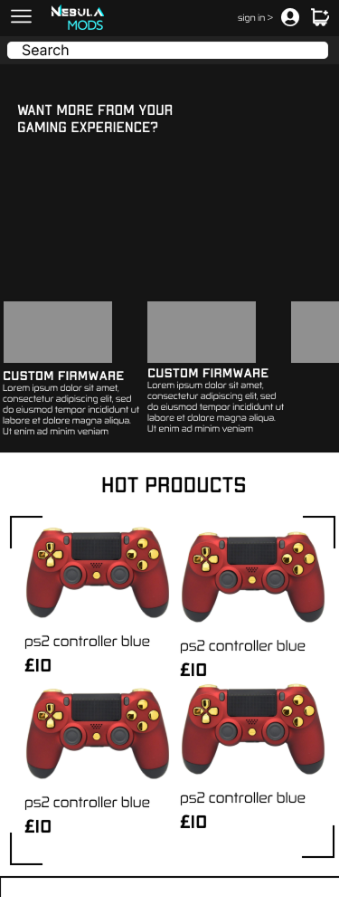 NEBULA
MODS
sign in >
Search
WANT MORE FROM YOUR
GAMING EXPERIENCE?
CUSTOM FIRMWARE
Lorem ipsum dolor sit amet,
consectetur adipiscing elit, sed
do eiusmod tempor incididunt ut
labore et dolore magna aliqua.
Ut enim ad minim veniam
CUSTOM FIRMWARE
Lorem ipsum dolor sit amet,
consectetur adipiscing elit, sed
do eiusmod tempor incididunt ut
labore et dolore magna aliqua.
Ut enim ad minim veniam
HOT PRODUCTS
ps2 controller blue
£10
ps2 controller blue
£10
ps2 controller blue
£10
ps2 controller blue
£10